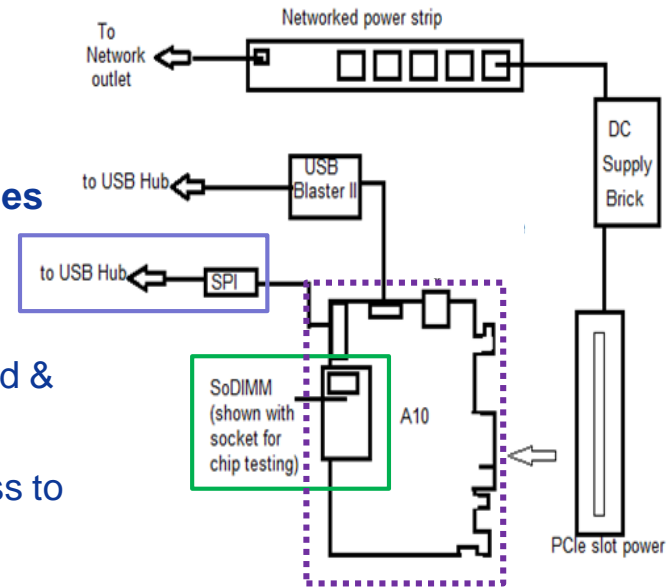 Networked power strip
To
Network
outlet
DC
Supply
Brick
USB
Blaster II
to USB Hub
es
to USB Hub
SPI
d &
SoDIMM
(shown with
socket for
chip testing)
A10
ss to
PCIe slot power